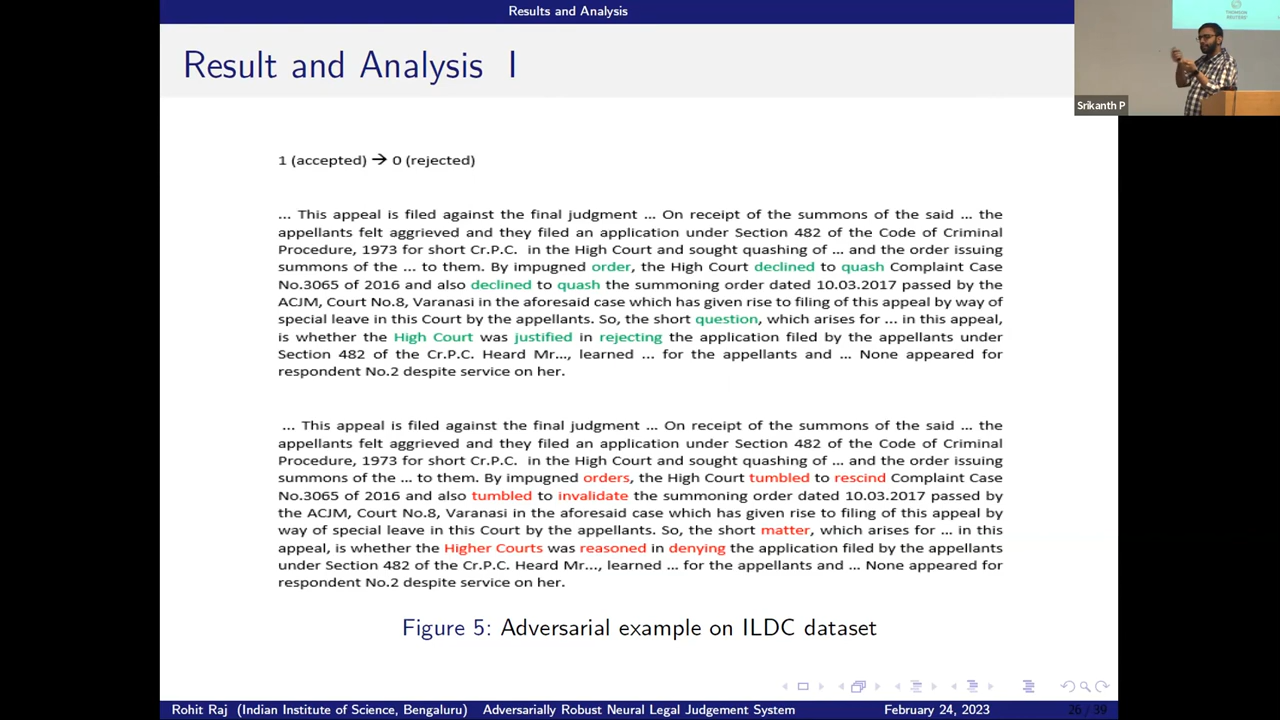 Results and Analysis
Result and Analysis I
THOMSON
REUTERS
Srikanth P
1 (accepted) → 0 (rejected)
... This appeal is filed against the final judgment ... On receipt of the summons of the said ... the
appellants felt aggrieved and they filed an application under Section 482 of the Code of Criminal
Procedure, 1973 for short Cr.P.C. in the High Court and sought quashing of ... and the order issuing
summons of the ... to them. By impugned order, the High Court declined to quash Complaint Case
No.3065 of 2016 and also declined to quash the summoning order dated 10.03.2017 passed by the
ACJM, Court No.8, Varanasi in the aforesaid case which has given rise to filing of this appeal by way of
special leave in this Court by the appellants. So, the short question, which arises for ... in this appeal,
is whether the High Court was justified in rejecting the application filed by the appellants under
Section 482 of the Cr.P.C. Heard Mr..., learned ... for the appellants and ... None appeared for
respondent No.2 despite service on her.
... This appeal is filed against the final judgment ... On receipt of the summons of the said ... the
appellants felt aggrieved and they filed an application under Section 482 of the Code of Criminal
Procedure, 1973 for short Cr.P.C. in the High Court and sought quashing of ... and the order issuing
summons of the ... to them. By impugned orders, the High Court tumbled to rescind Complaint Case
No.3065 of 2016 and also tumbled to invalidate the summoning order dated 10.03.2017 passed by
the ACJM, Court No.8, Varanasi in the aforesaid case which has given rise to filing of this appeal by
way of special leave in this Court by the appellants. So, the short matter, which arises for ... in this
appeal, is whether the Higher Courts was reasoned in denying the application filed by the appellants
under Section 482 of the Cr.P.C. Heard Mr..., learned ... for the appellants and ... None appeared for
respondent No.2 despite service on her.
Figure 5: Adversarial example on ILDC dataset
Rohit Raj (Indian Institute of Science, Bengaluru) Adversarially Robust Neural Legal Judgement System February 24, 2023 26 / 39